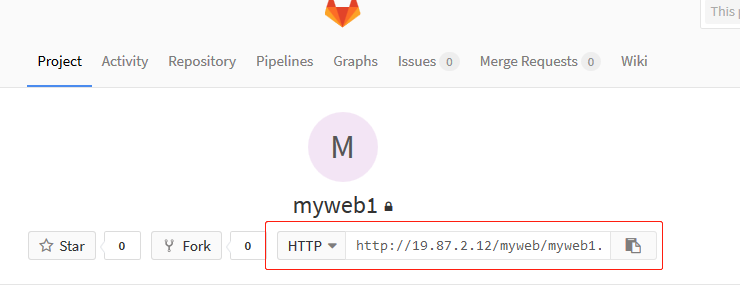 This p
Project Activity Repository Pipelines Graphs Issues 0 Merge Requests 0 Wiki
M
myweb1
Star 0 Fork 0 HTTP http://19.87.2.12/myweb/myweb1.